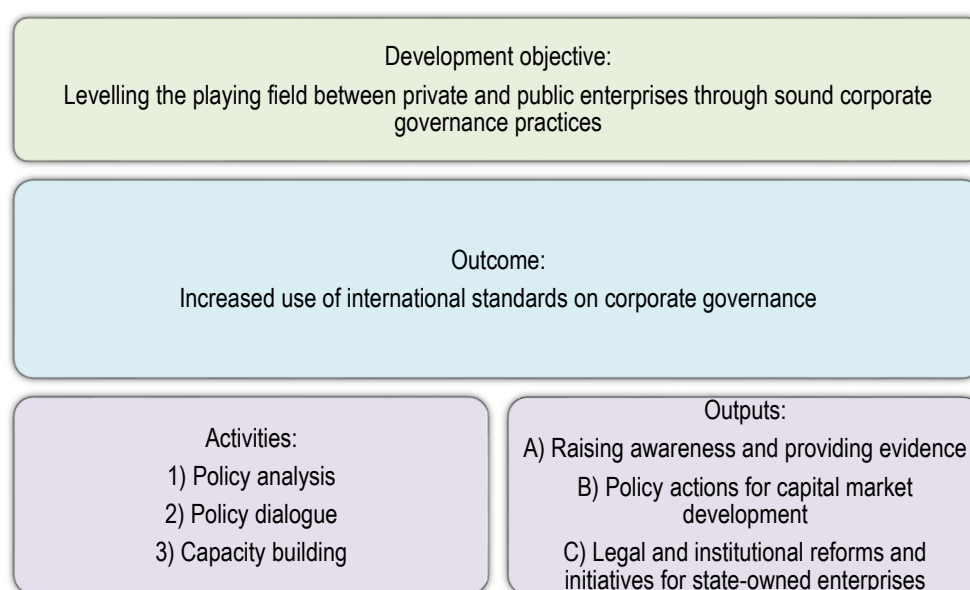 Development objective:
Levelling the playing field between private and public enterprises through sound corporate
governance practices
Outcome:
Increased use of international standards on corporate governance
Activities:
1) Policy analysis
2) Policy dialogue
3) Capacity building
Outputs:
A) Raising awareness and providing evidence
B) Policy actions for capital market
development
C) Legal and institutional reforms and
initiatives for state-owned enterprises